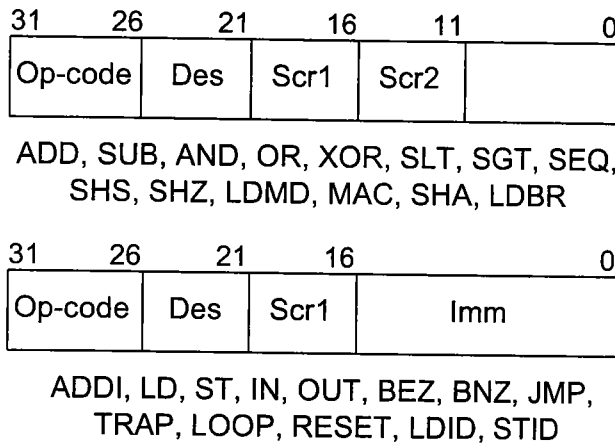 31 26 21 16 11 0
Op-code Des Scr1 Scr2
ADD, SUB, AND, OR, XOR, SLT, SGT, SEQ,
SHS, SHZ, LDMD, MAC, SHA, LDBR
31 26 21 16 0
Op-code Des Scr1 Imm
ADDI, LD, ST, IN, OUT, BEZ, BNZ, JMP,
TRAP, LOOP, RESET, LDID, STID